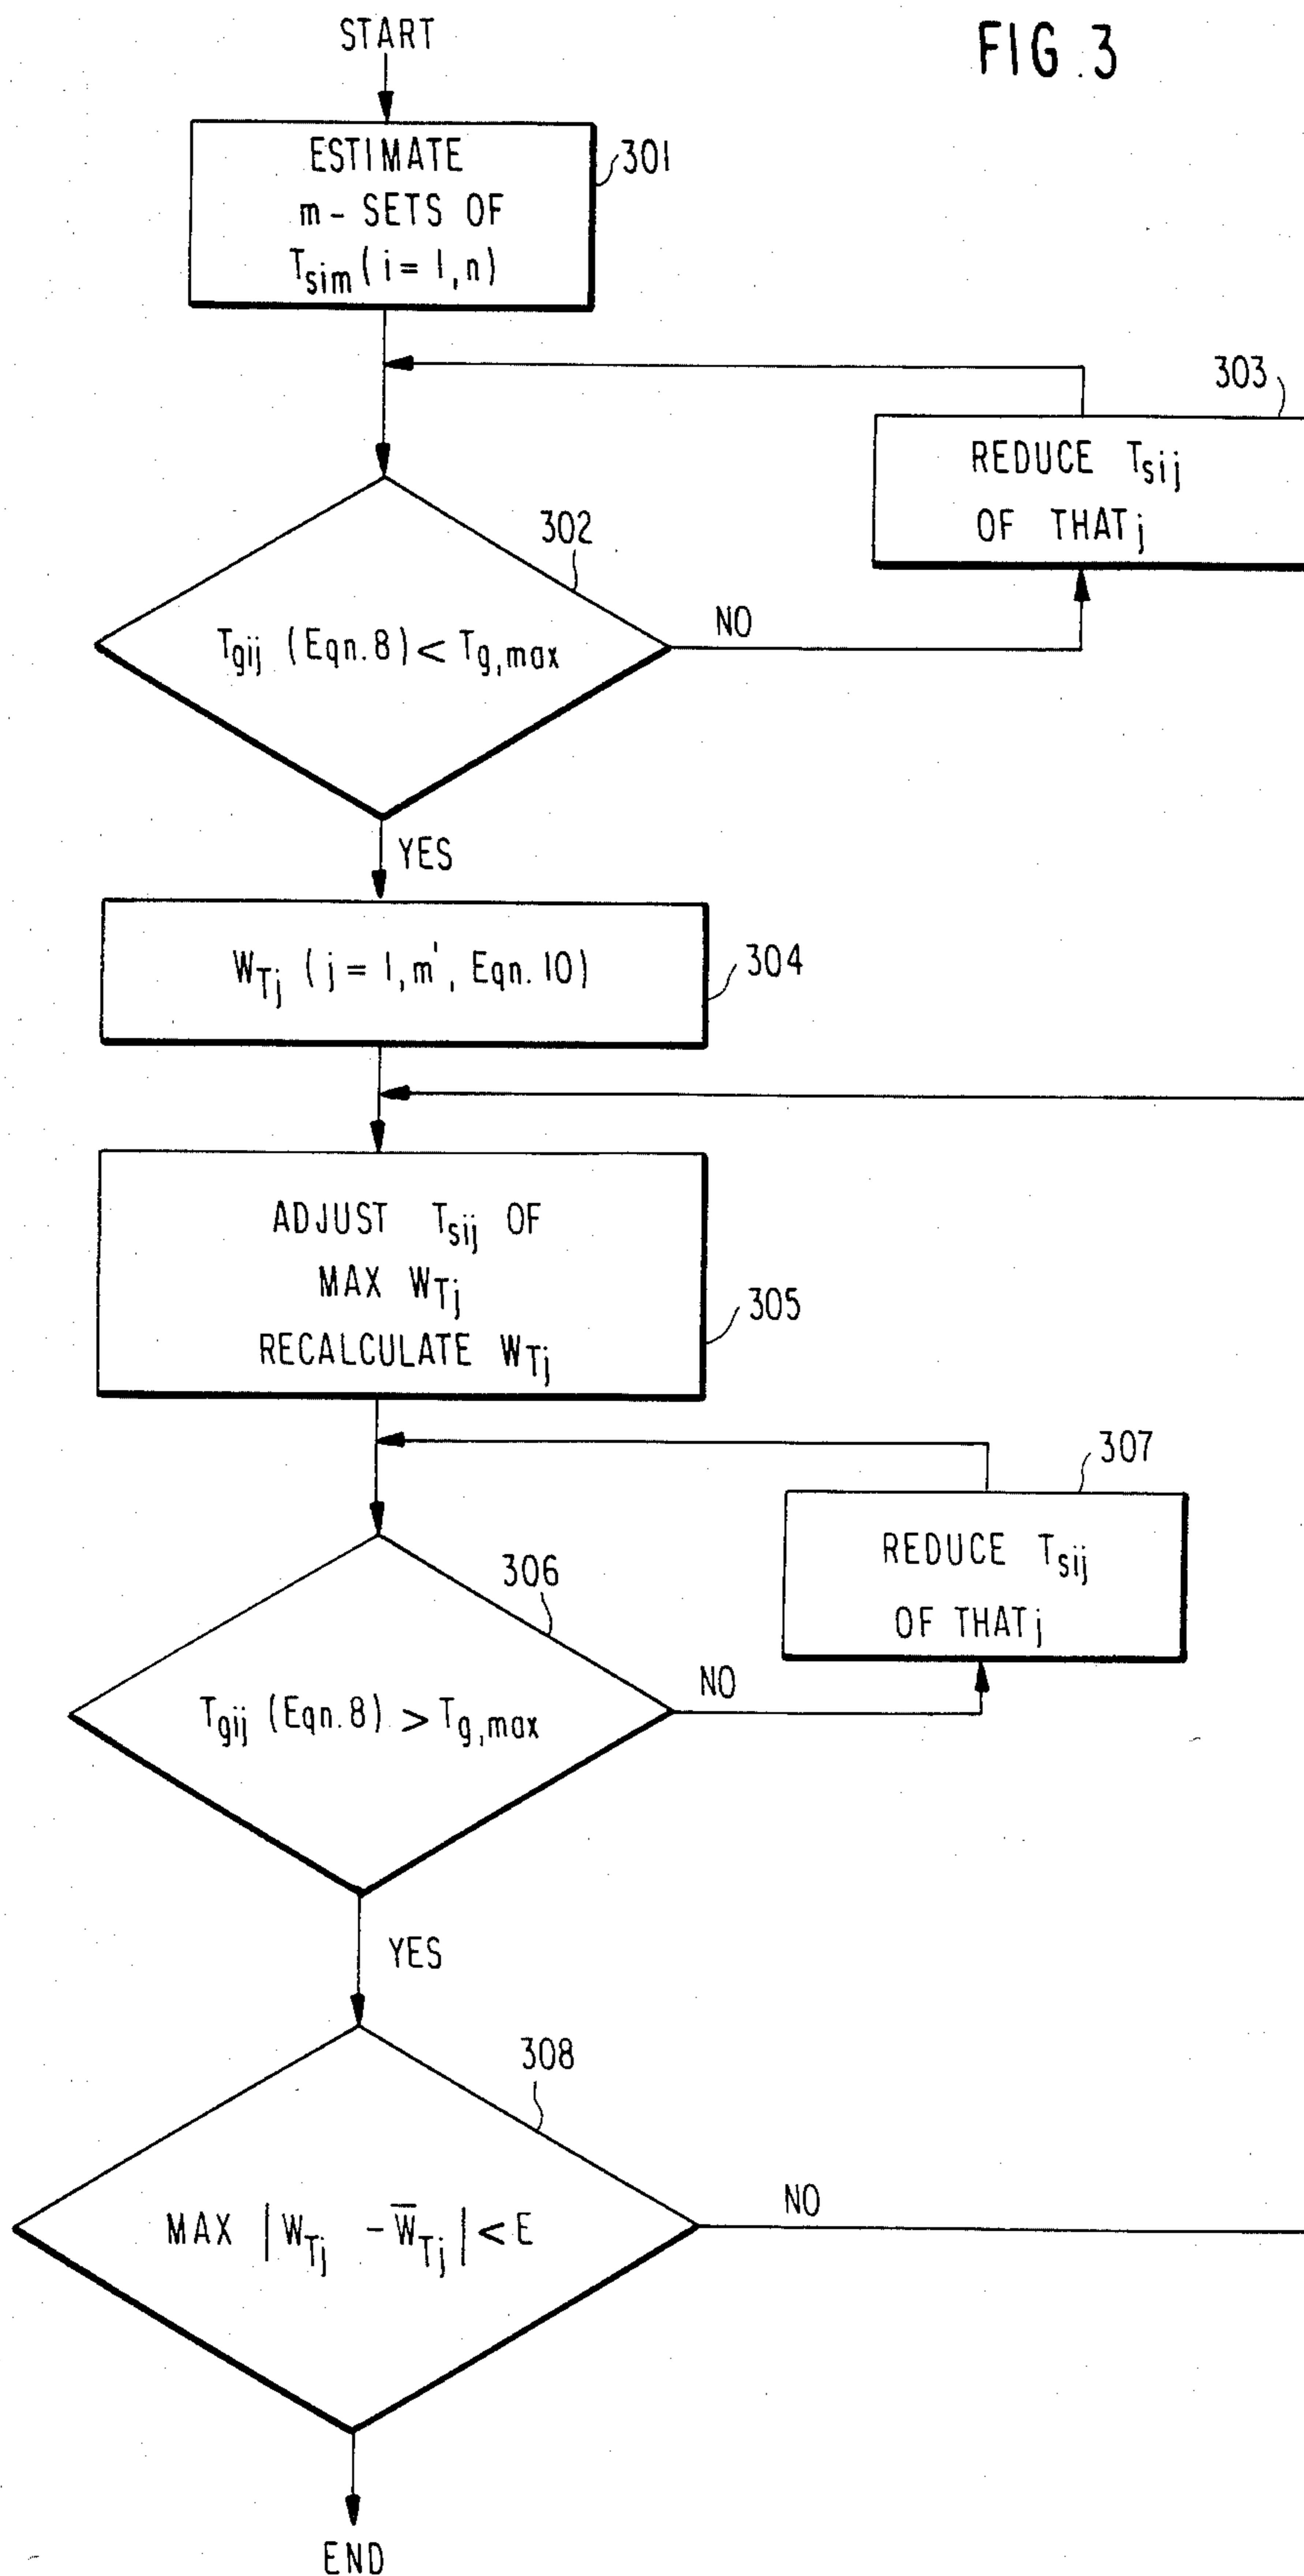 START
FIG.3
ESTIMATE
m-SETS OF
Tsim(i=1,n)
301
303
REDUCE Tsij
OF THATj
302
Tgij (Eqn.8)< Tg,max
NO
YES
WTj (j = 1,m', Eqn.10)
304
ADJUST Tsij OF
MAX WTj
RECALCULATE WTj
305
307
REDUCE Tsij
OF THATj
306
Tgij (Eqn.8) > Tg,max
NO
YES
308
MAX |WTj - W̅Tj|<E
NO
END